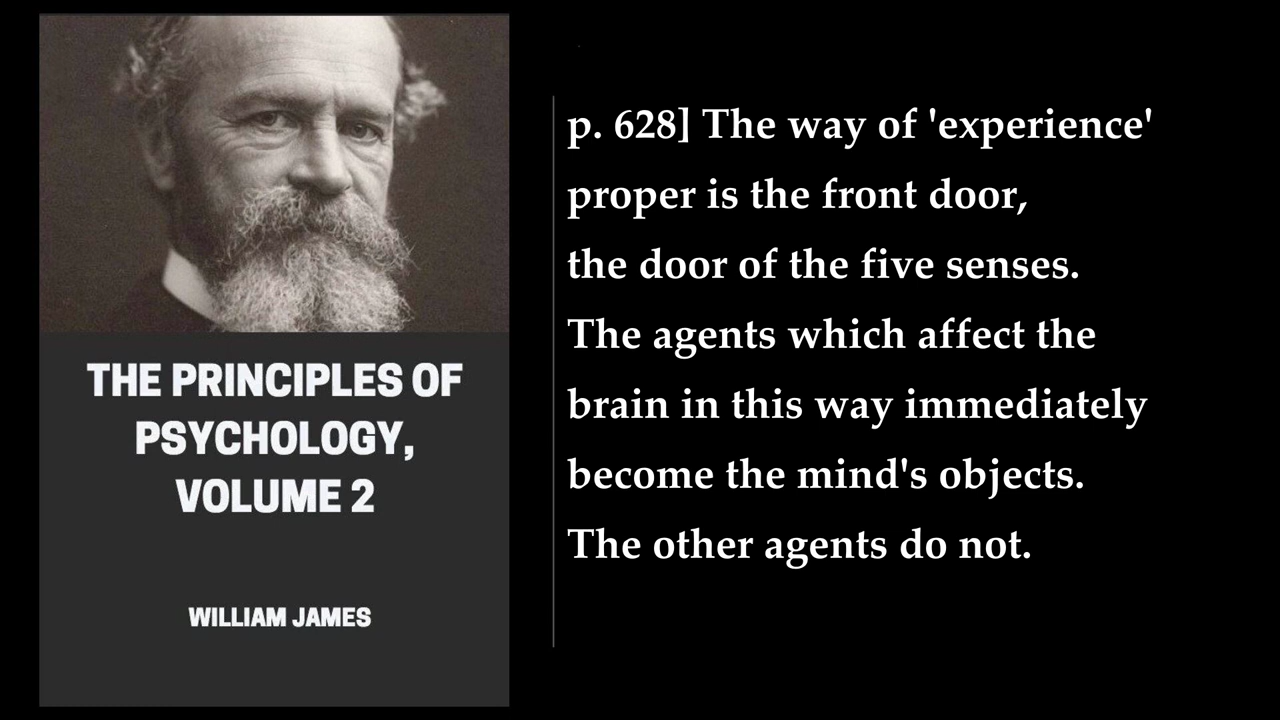 THE PRINCIPLES OF
PSYCHOLOGY,
VOLUME 2
WILLIAM JAMES
p. 628] The way of 'experience'
proper is the front door,
the door of the five senses.
The agents which affect the
brain in this way immediately
become the mind's objects.
The other agents do not.